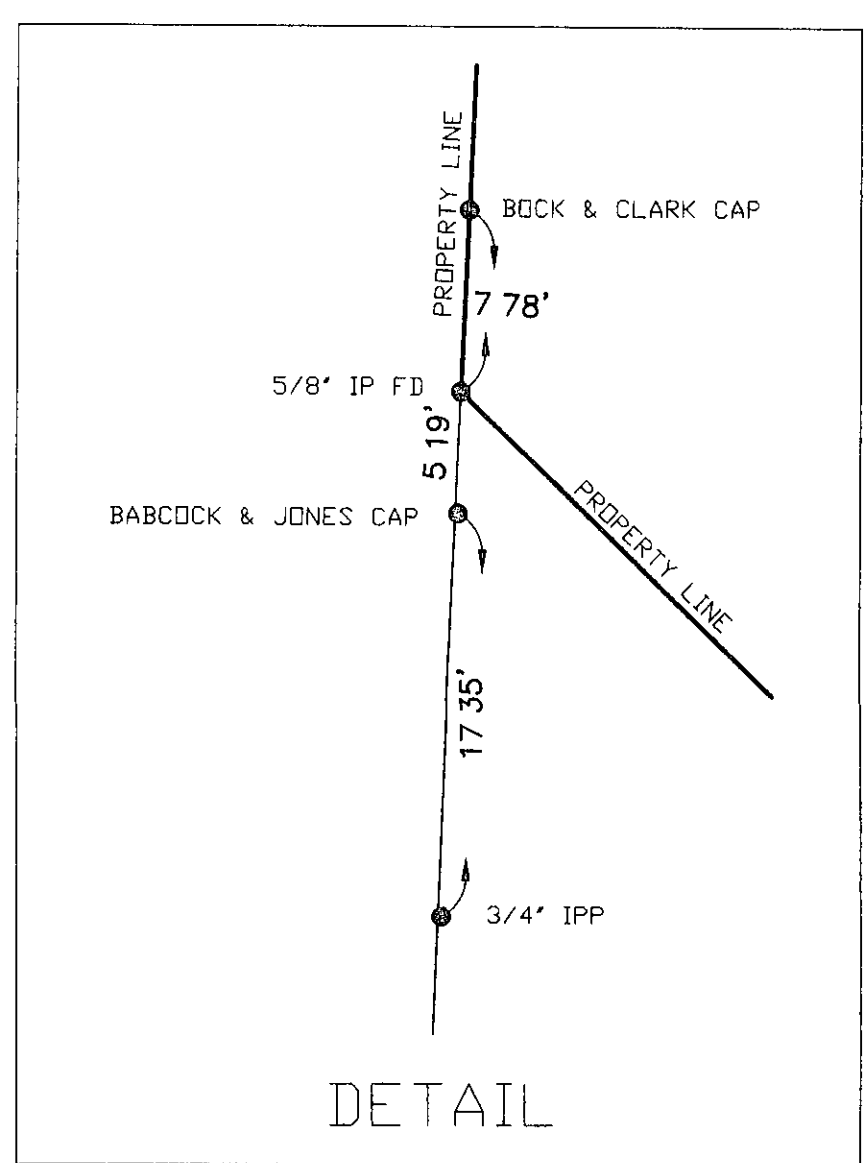 PROPERTY LINE
BOCK & CLARK CAP
7 78'
5/8" IP FD
5 19'
BABCOCK & JONES CAP
PROPERTY LINE
17 35'
3/4" IPP
DETAIL